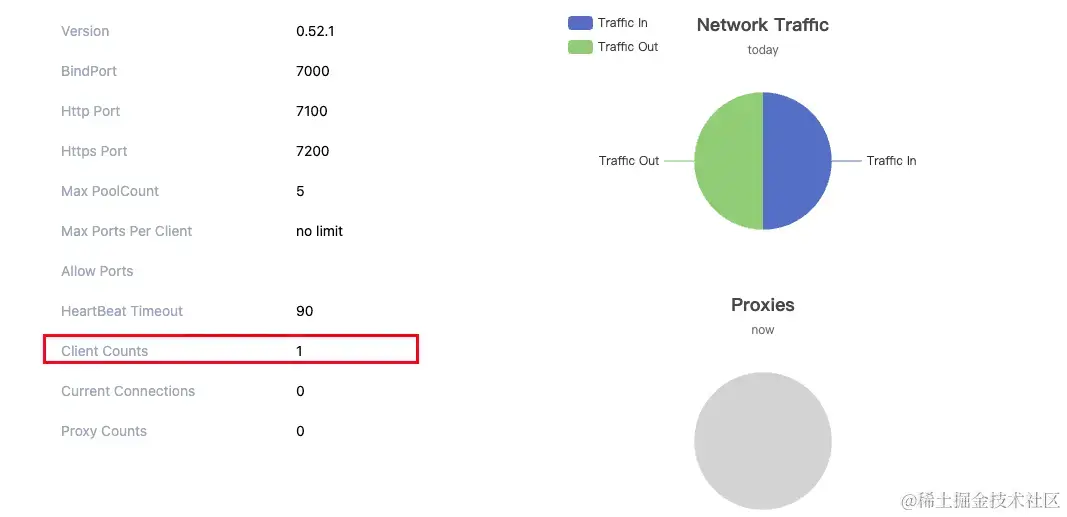 Version 0.52.1
BindPort 7000
Http Port 7100
Https Port 7200
Max PoolCount 5
Max Ports Per Client no limit
Allow Ports
HeartBeat Timeout 90
Client Counts 1
Current Connections 0
Proxy Counts 0
Traffic In
Traffic Out
Network Traffic
today
Traffic Out
Traffic In
Proxies
now
@稀土掘金技术社区